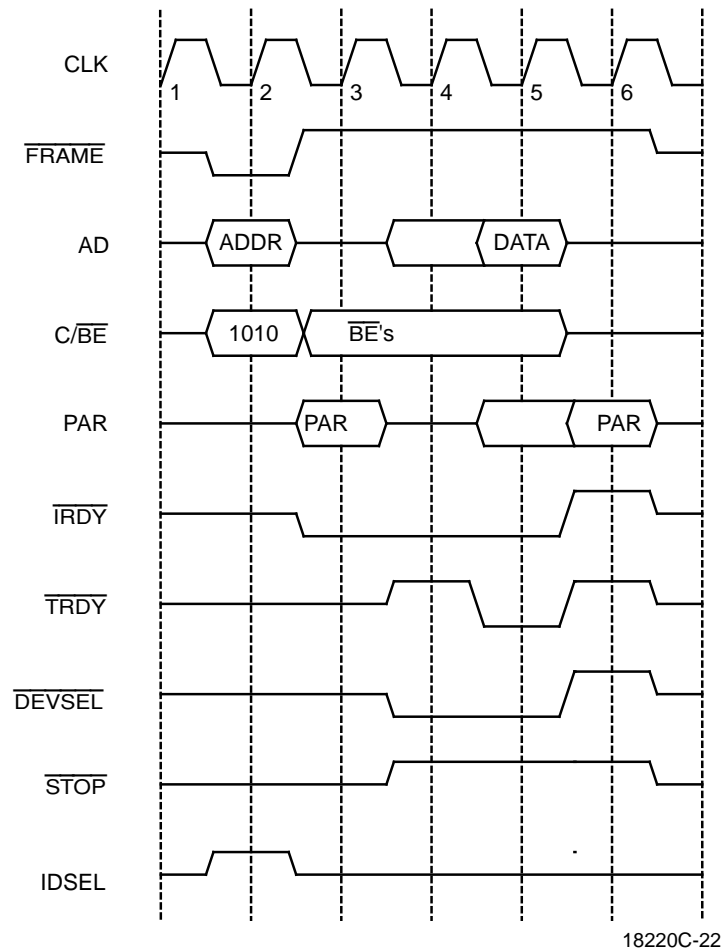 CLK
1 2 3 4 5 6
FRAME
AD ADDR DATA
C/BE 1010 BE's
PAR PAR PAR
IRDY
TRDY
DEVSEL
STOP
IDSEL
18220C-22